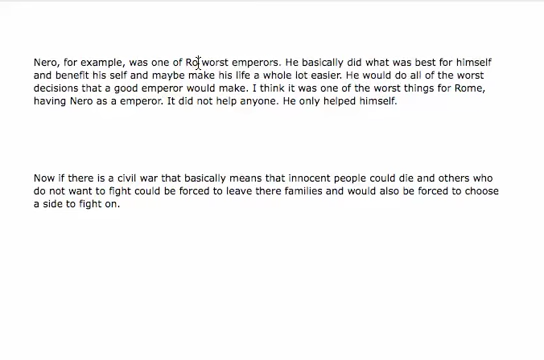 Nero, for example, was one of Ro worst emperors. He basically did what was best for himself
and benefit his self and maybe make his life a whole lot easier. He would do all of the worst
decisions that a good emperor would make. I think it was one of the worst things for Rome,
having Nero as a emperor. It did not help anyone. He only helped himself.
Now if there is a civil war that basically means that innocent people could die and others who
do not want to fight could be forced to leave there families and would also be forced to choose
a side to fight on.